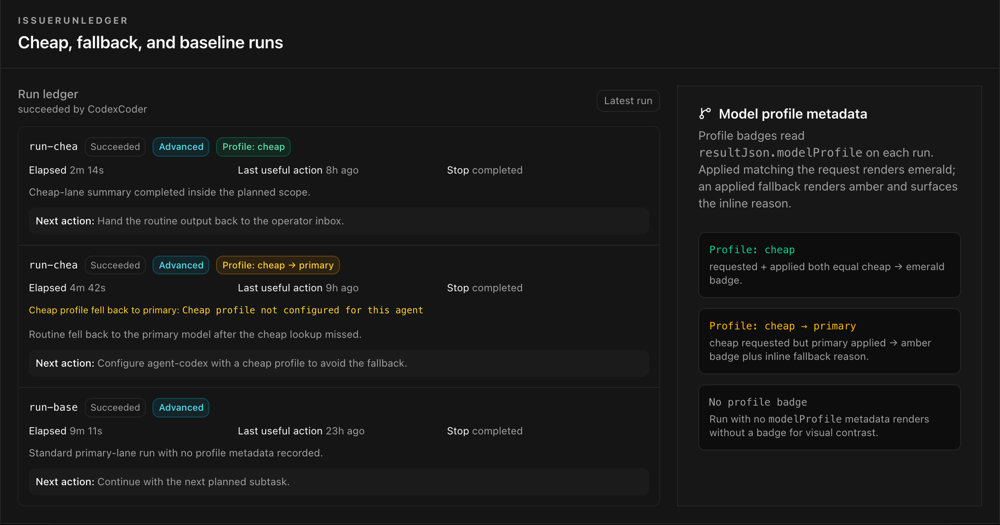 ISSUERUNLEDGER
Cheap, fallback, and baseline runs
Run ledger
succeeded by CodexCoder
Latest run
run-chea Succeeded Advanced Profile: cheap
Elapsed 2m 14s Last useful action 8h ago Stop completed
Cheap-lane summary completed inside the planned scope.
Next action: Hand the routine output back to the operator inbox.
run-chea Succeeded Advanced Profile: cheap → primary
Elapsed 4m 42s Last useful action 9h ago Stop completed
Cheap profile fell back to primary: Cheap profile not configured for this agent
Routine fell back to the primary model after the cheap lookup missed.
Next action: Configure agent-codex with a cheap profile to avoid the fallback.
run-base Succeeded Advanced
Elapsed 9m 11s Last useful action 23h ago Stop completed
Standard primary-lane run with no profile metadata recorded.
Next action: Continue with the next planned subtask.
Model profile metadata
Profile badges read
resultJson.modelProfile on each run.
Applied matching the request renders emerald;
an applied fallback renders amber and surfaces
the inline reason.
Profile: cheap
requested + applied both equal cheap → emerald
badge.
Profile: cheap → primary
cheap requested but primary applied → amber
badge plus inline fallback reason.
No profile badge
Run with no modelProfile metadata renders
without a badge for visual contrast.